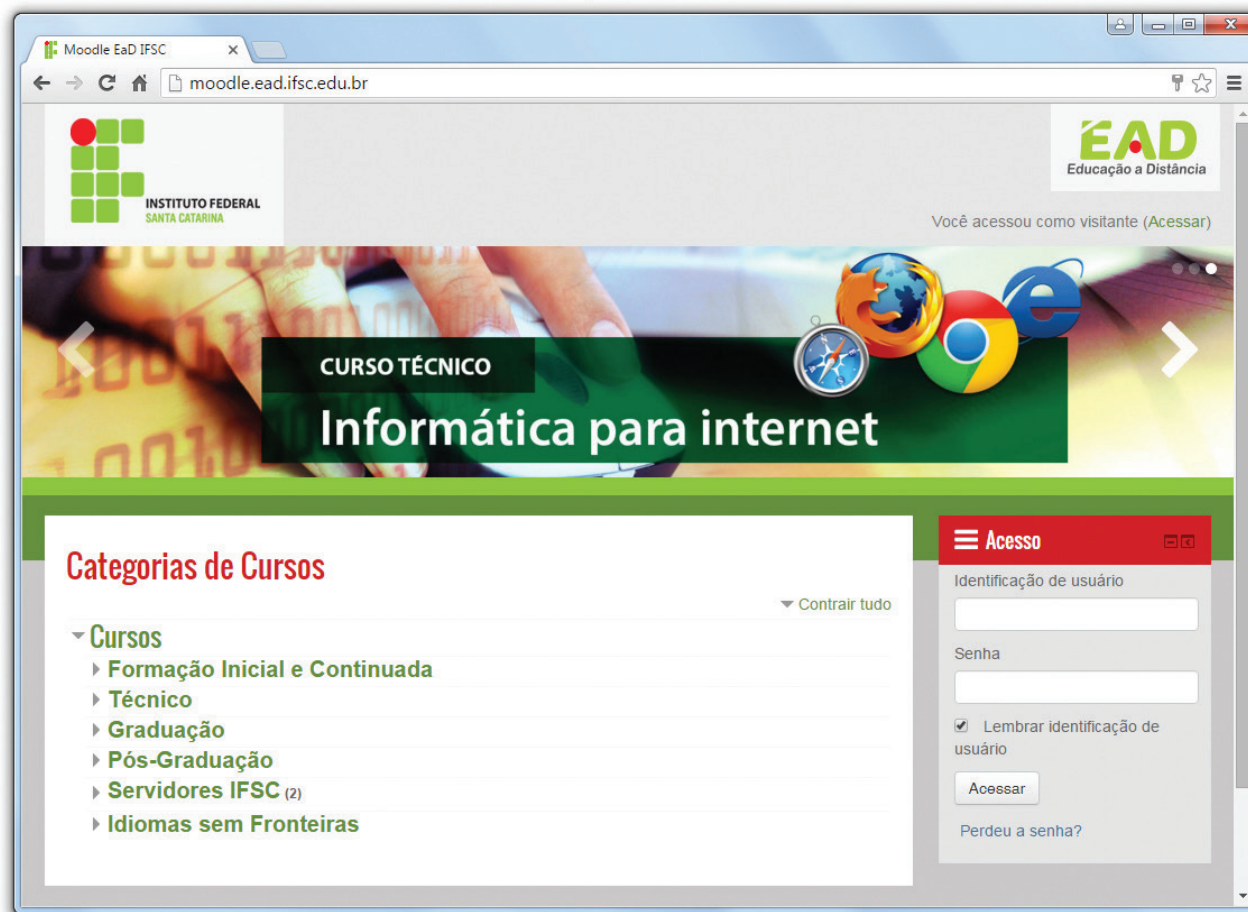 Moodle EaD IFSC
moodle.ead.ifsc.edu.br
INSTITUTO FEDERAL
SANTA CATARINA
EAD
Educação a Distância
Você acessou como visitante (Acessar)
CURSO TÉCNICO
Informática para internet
Categorias de Cursos
Contrair tudo
Cursos
Formação Inicial e Continuada
Técnico
Graduação
Pós-Graduação
Servidores IFSC (2)
Idiomas sem Fronteiras
Acesso
Identificação de usuário
Senha
Lembrar identificação de
usuário
Acessar
Perdeu a senha?